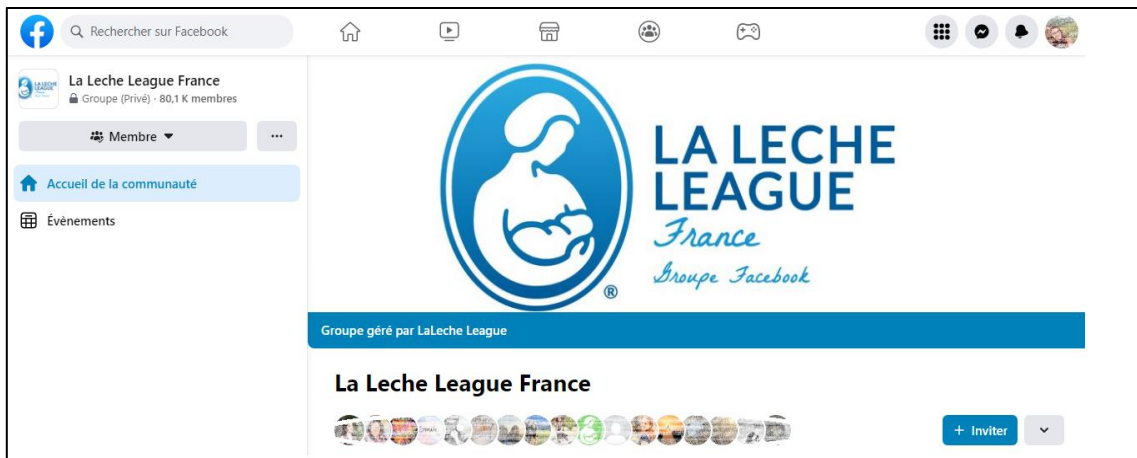 Rechercher sur Facebook
La Leche League France
Groupe (Privé) · 80,1 K membres
Membre
Accueil de la communauté
Évènements
LA LECHE
LEAGUE
France
Groupe Facebook
®
Groupe géré par LaLeche League
La Leche League France
+ Inviter